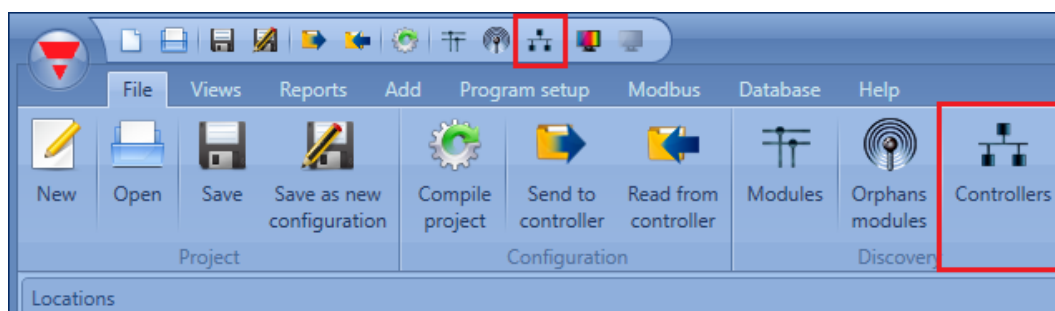 File Views Reports Add Program setup Modbus Database Help
New Open Save Save as new configuration Compile project Send to controller Read from controller Modules Orphans modules Controllers
Project Configuration Discovery
Locations